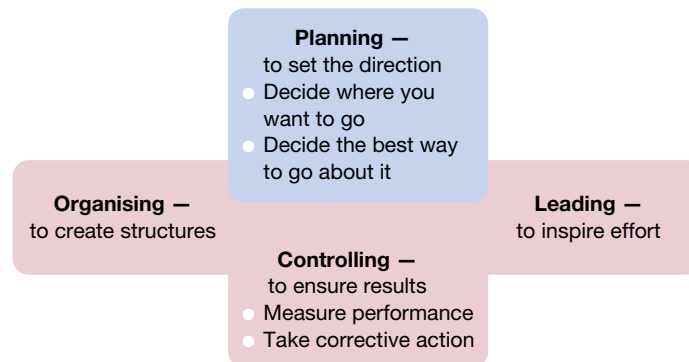 Planning —
to set the direction
Decide where you
want to go
Decide the best way
to go about it
Organising —
to create structures
Leading —
to inspire effort
Controlling —
to ensure results
Measure performance
Take corrective action